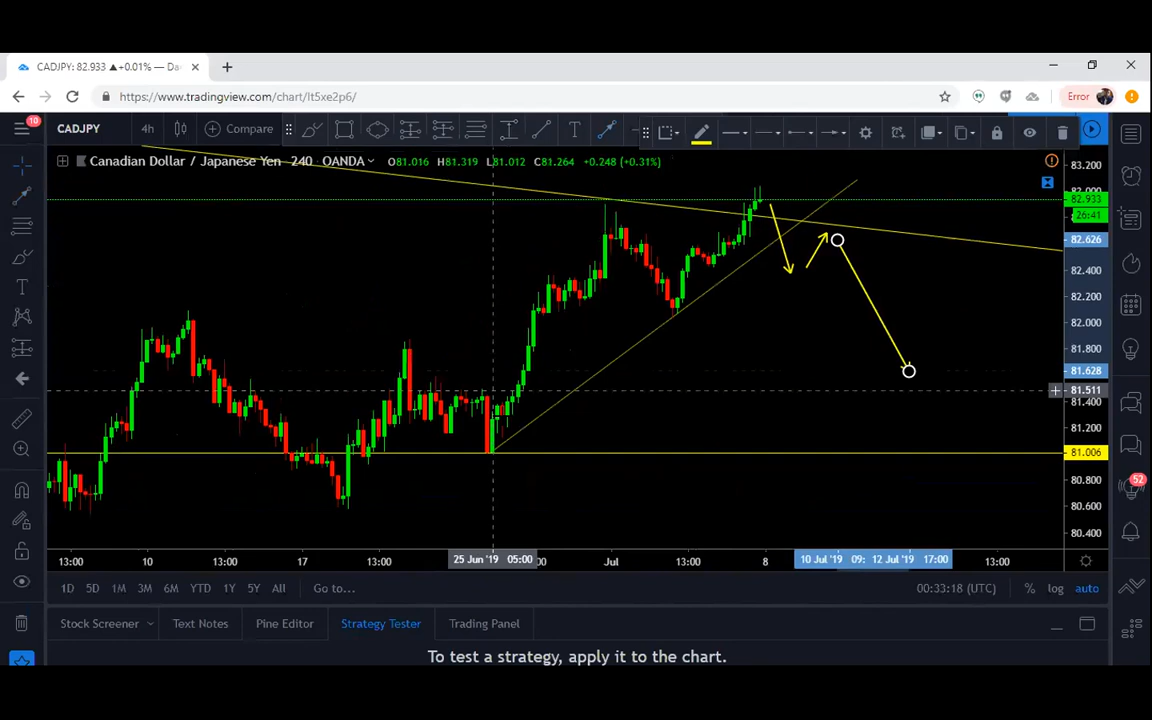 CADJPY: 82.933 ▲+0.01% — Da
https://www.tradingview.com/chart/lt5xe2p6/
Error
10
CADJPY 4h Compare
Canadian Dollar / Japanese Yen 240 OANDA O81.016 H81.319 L81.012 C81.264 +0.248 (+0.31%)
83.200
82.933
26:41
82.626
82.400
82.200
82.000
81.800
81.628
81.511
81.400
81.200
81.006
80.800
80.600
80.400
52
13:00 10 13:00 17 13:00 25 Jun '19 05:00 Jul 13:00 8 10 Jul '19 09: 12 Jul '19 17:00 13:00
1D 5D 1M 3M 6M YTD 1Y 5Y All Go to... 00:33:18 (UTC) % log auto
Stock Screener Text Notes Pine Editor Strategy Tester Trading Panel
To test a strategy, apply it to the chart.